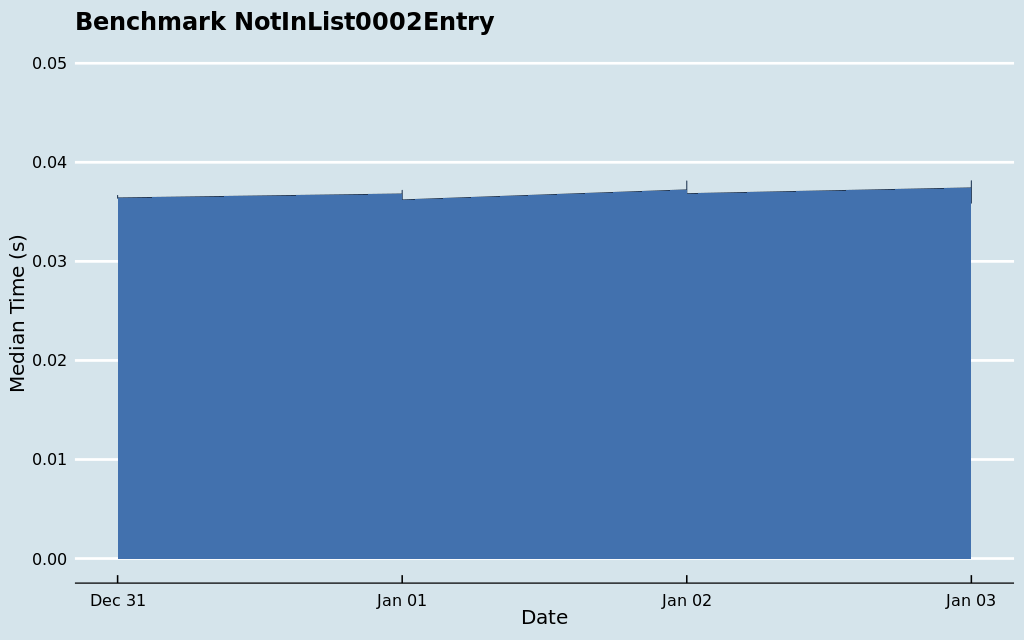 Benchmark NotInList0002Entry
0.05
0.04
0.03
0.02
0.01
0.00
Median Time (s)
Dec 31 Jan 01 Jan 02 Jan 03
Date